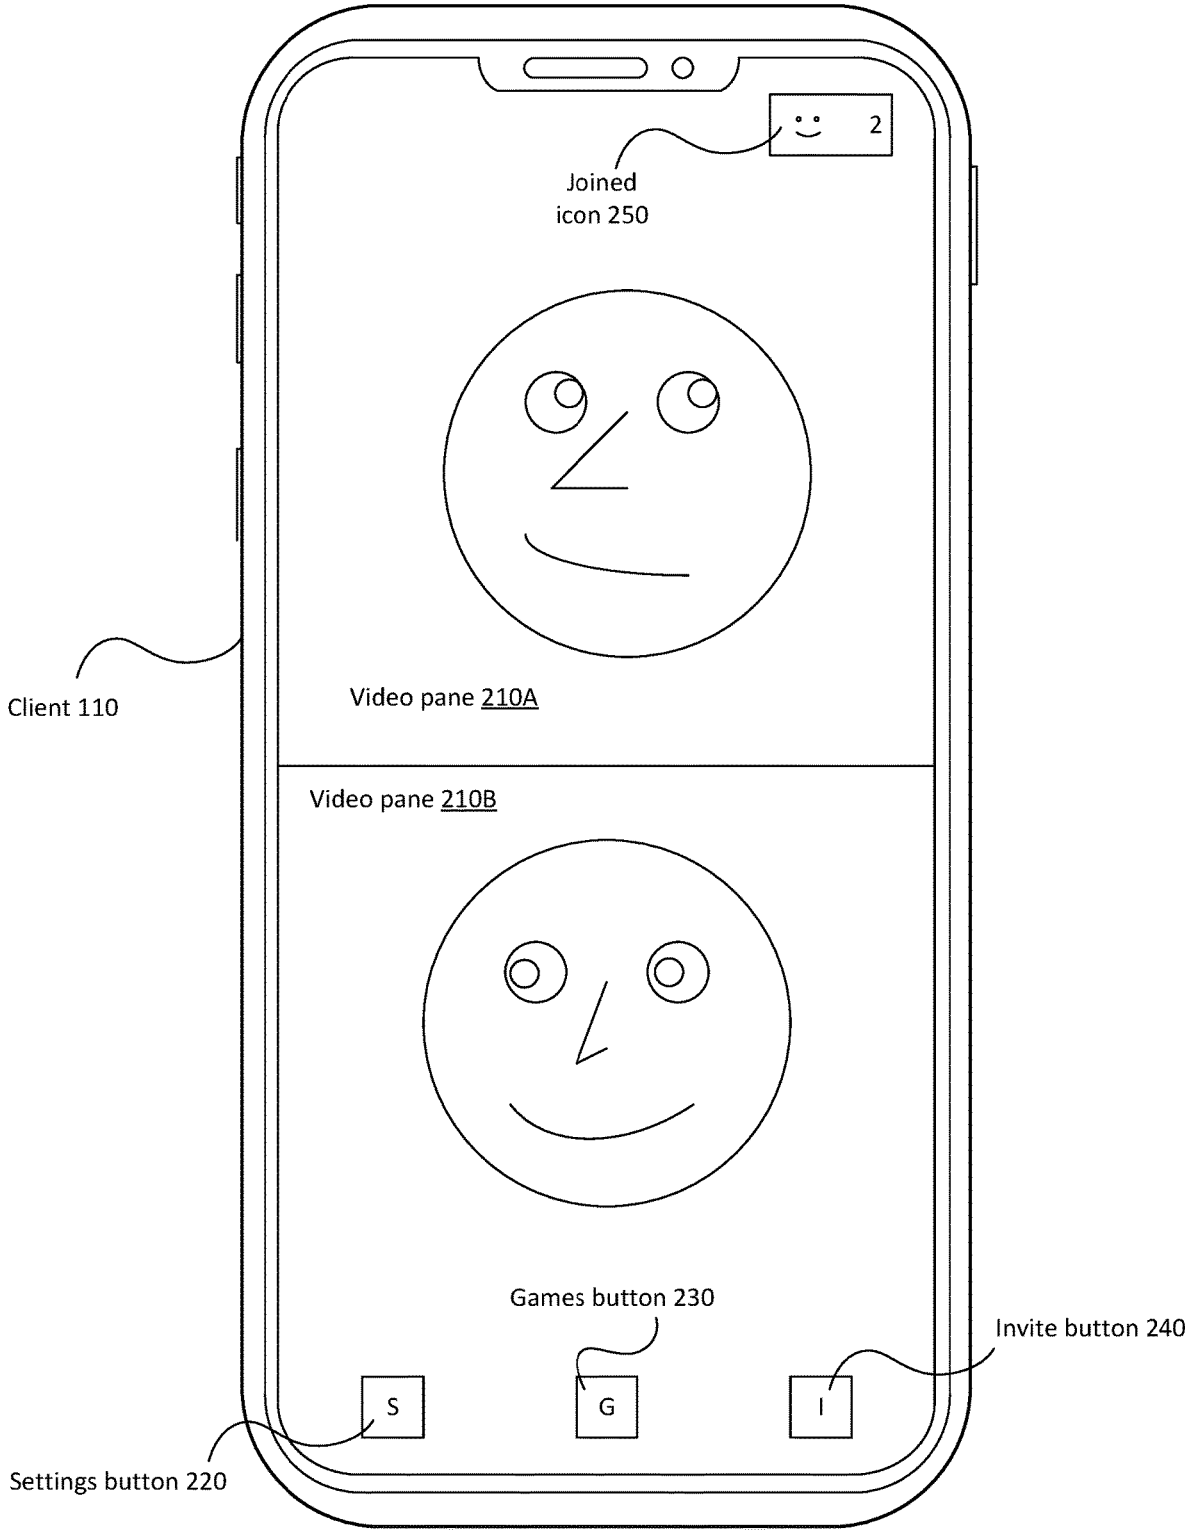 2
Joined
icon 250
Client 110
Video pane 210A
Video pane 210B
Games button 230
Invite button 240
S
G
I
Settings button 220